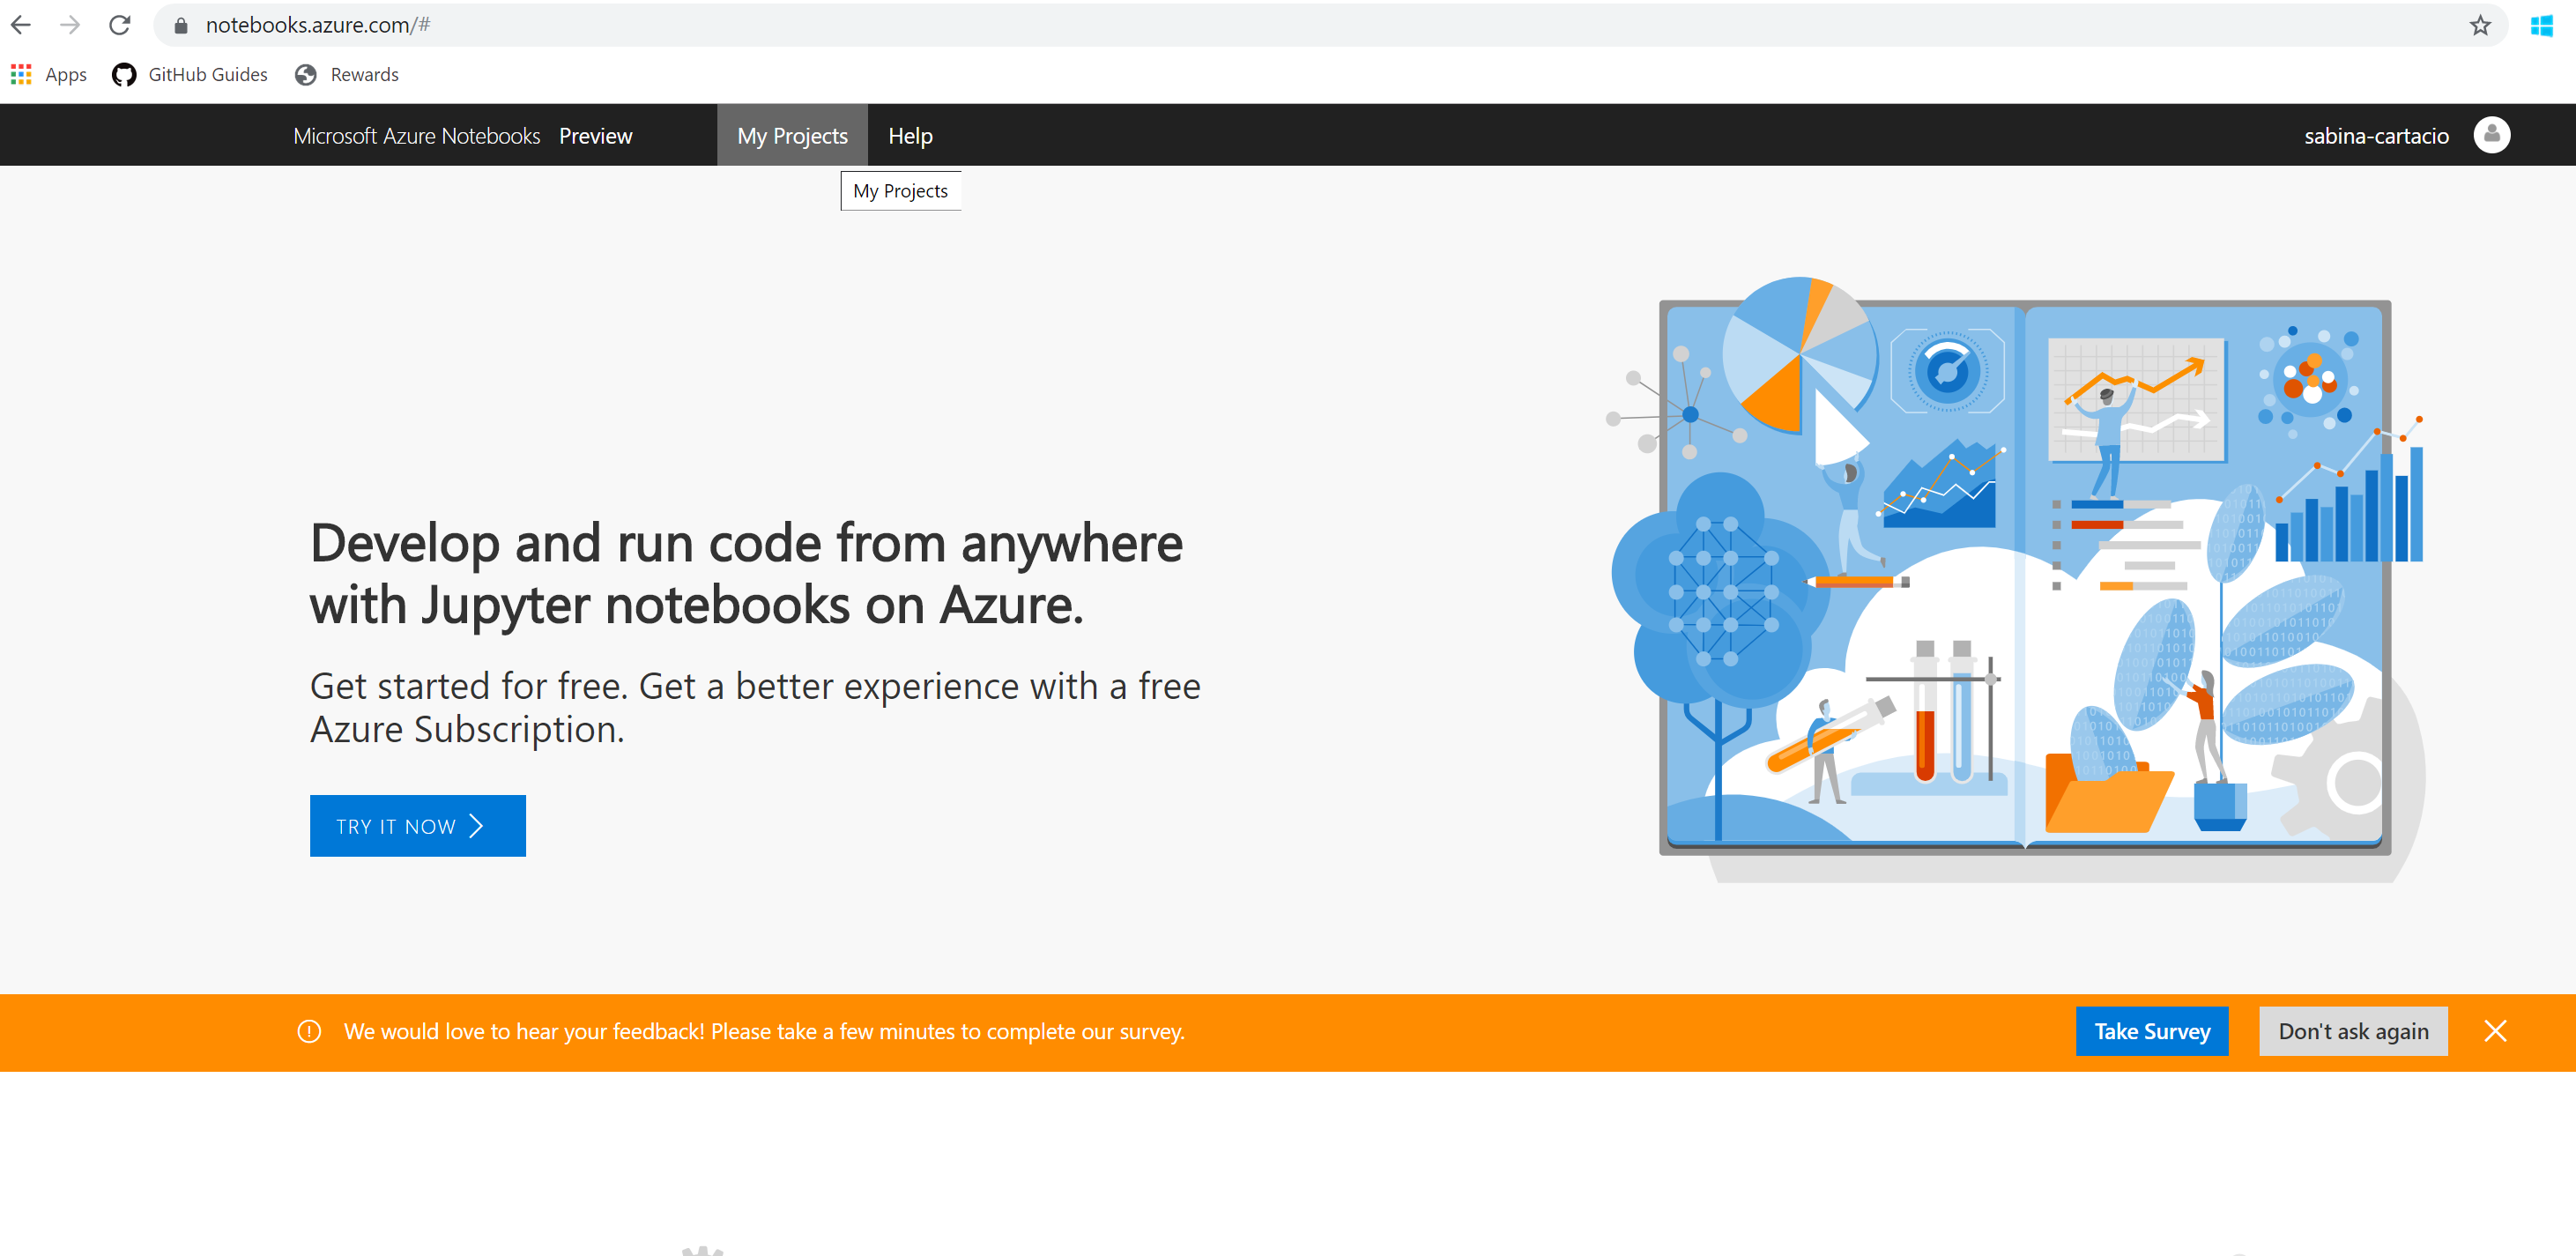 notebooks.azure.com/#
Apps GitHub Guides Rewards
Microsoft Azure Notebooks Preview My Projects Help sabina-cartacio
My Projects
Develop and run code from anywhere
with Jupyter notebooks on Azure.
Get started for free. Get a better experience with a free
Azure Subscription.
TRY IT NOW
We would love to hear your feedback! Please take a few minutes to complete our survey. Take Survey Don't ask again